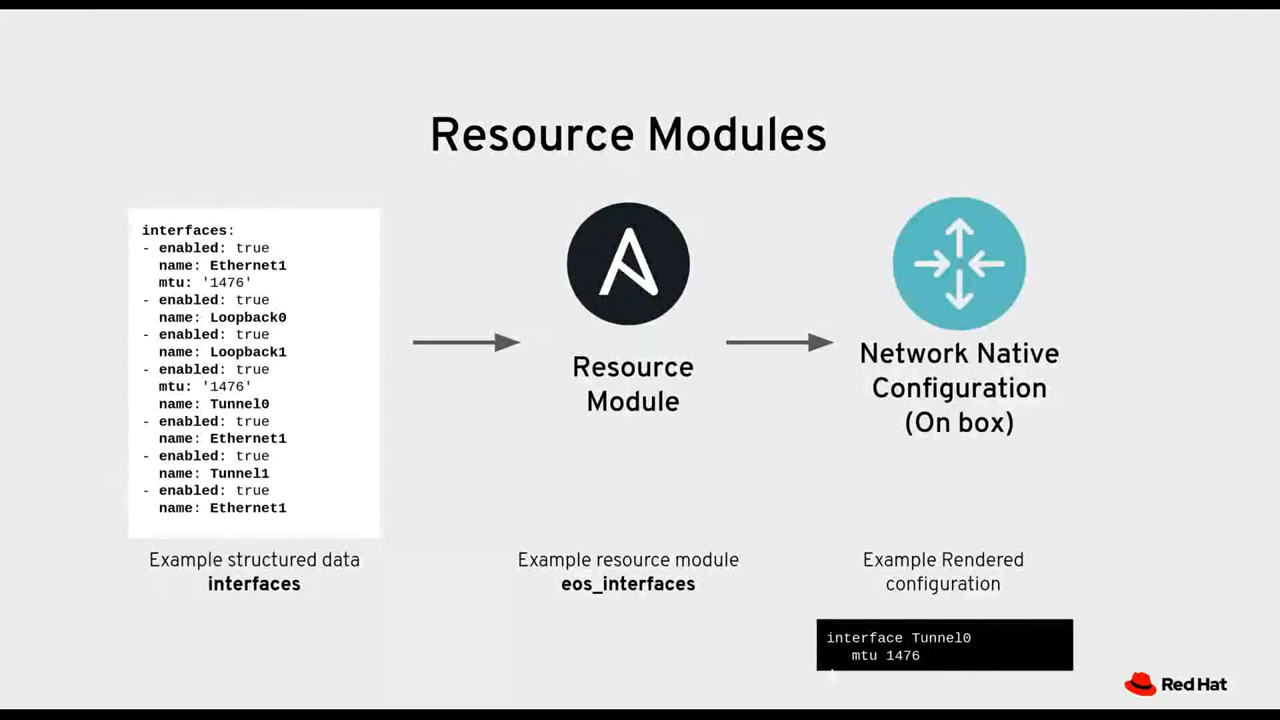 Resource Modules
interfaces:
- enabled: true
  name: Ethernet1
  mtu: '1476'
- enabled: true
  name: Loopback0
- enabled: true
  name: Loopback1
- enabled: true
  mtu: '1476'
  name: Tunnel0
- enabled: true
  name: Ethernet1
- enabled: true
  name: Tunnel1
- enabled: true
  name: Ethernet1
Example structured data
interfaces
Resource
Module
Example resource module
eos_interfaces
Network Native
Configuration
(On box)
Example Rendered
configuration
interface Tunnel0
   mtu 1476
Red Hat